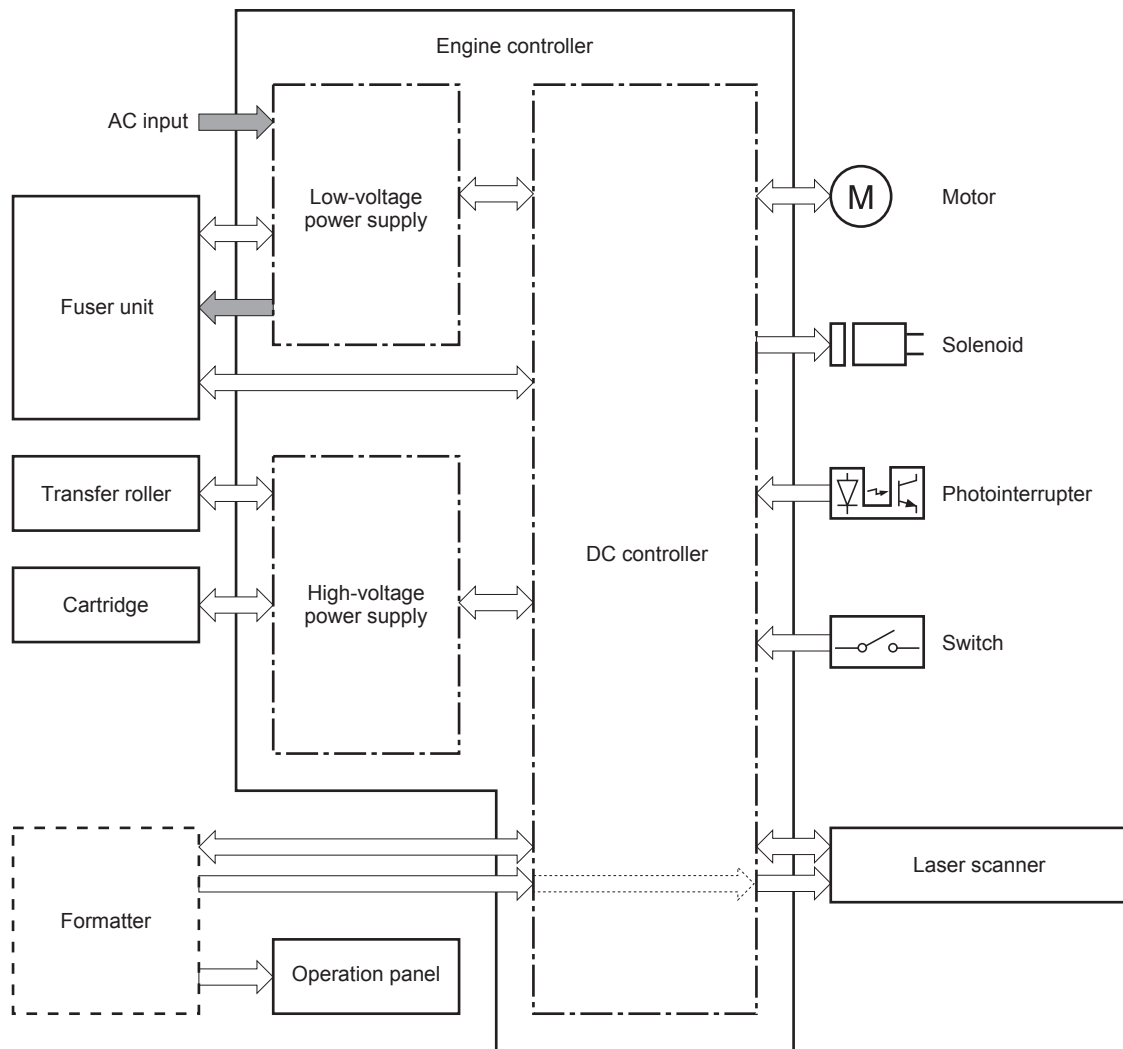 Engine controller
AC input
Low-voltage
power supply
M
Motor
Fuser unit
Solenoid
Transfer roller
Photointerrupter
DC controller
Cartridge
High-voltage
power supply
Switch
Laser scanner
Formatter
Operation panel